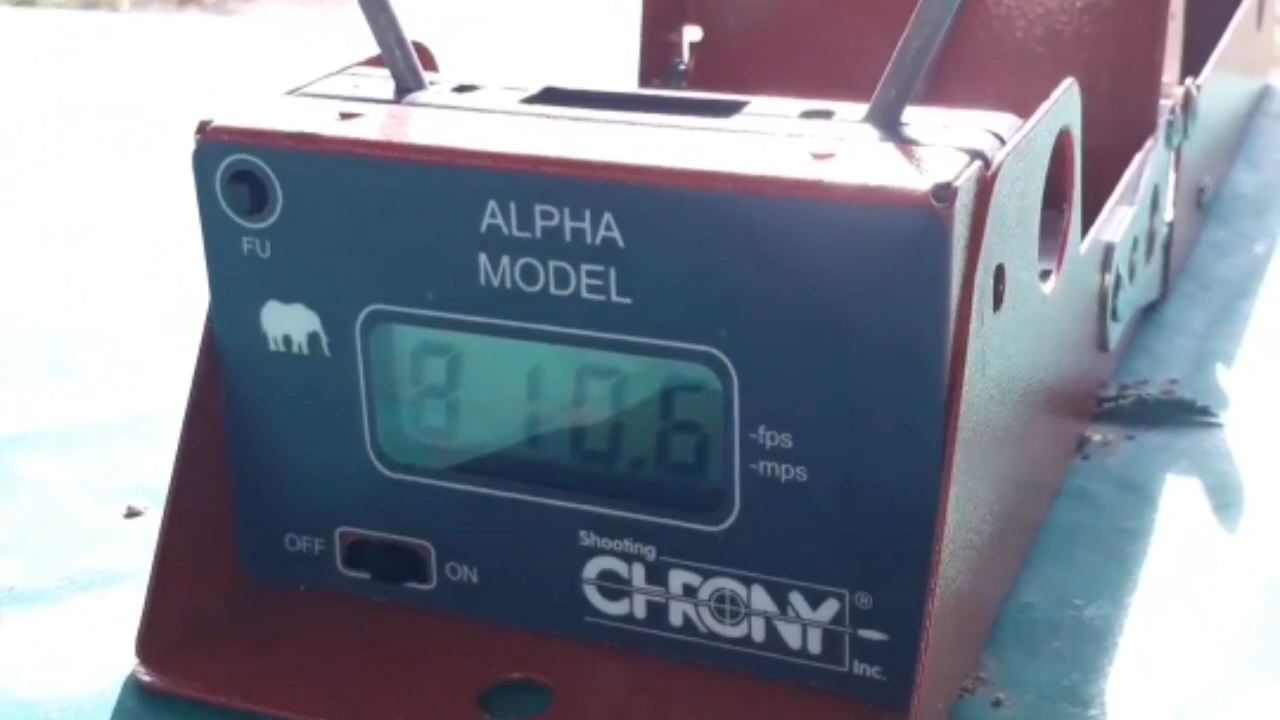 FU
ALPHA
MODEL
810.6
-fps
-mps
OFF
ON
Shooting
CHRONY ®
Inc.